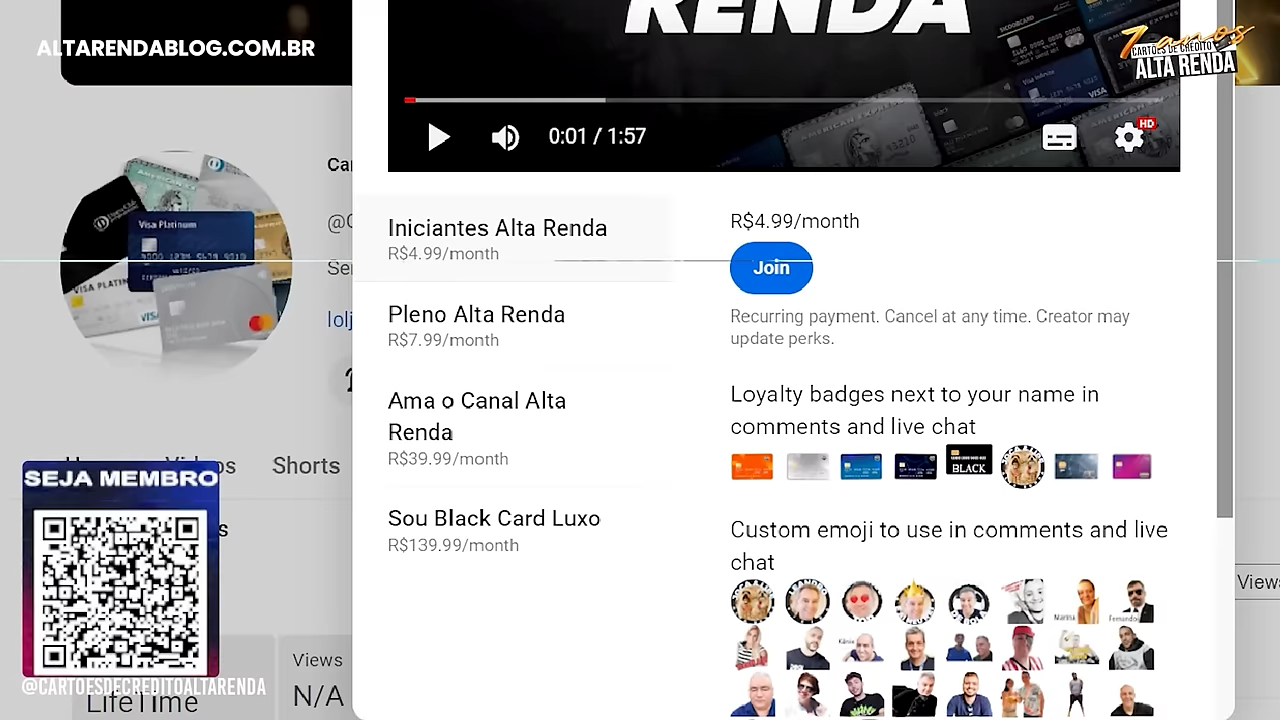 ALTARENDABLOG.COM.BR
RENDA
7 anos
CARTÕES DE CRÉDITO
ALTA RENDA
0:01 / 1:57
HD
Visa Platinum
Iniciantes Alta Renda
R$4.99/month
Pleno Alta Renda
R$7.99/month
Ama o Canal Alta
Renda
R$39.99/month
Sou Black Card Luxo
R$139.99/month
R$4.99/month
Join
Recurring payment. Cancel at any time. Creator may
update perks.
Loyalty badges next to your name in
comments and live chat
BLACK
Custom emoji to use in comments and live
chat
Shorts
SEJA MEMBRO
@CARTOESDECREDITOALTARENDA
LifeTime
Views
N/A